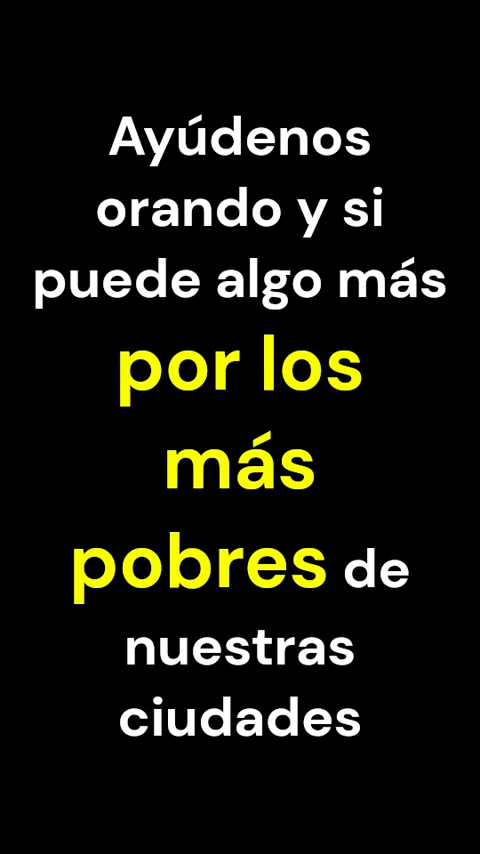 Ayúdenos
orando y si
puede algo más
por los
más
pobres de
nuestras
ciudades